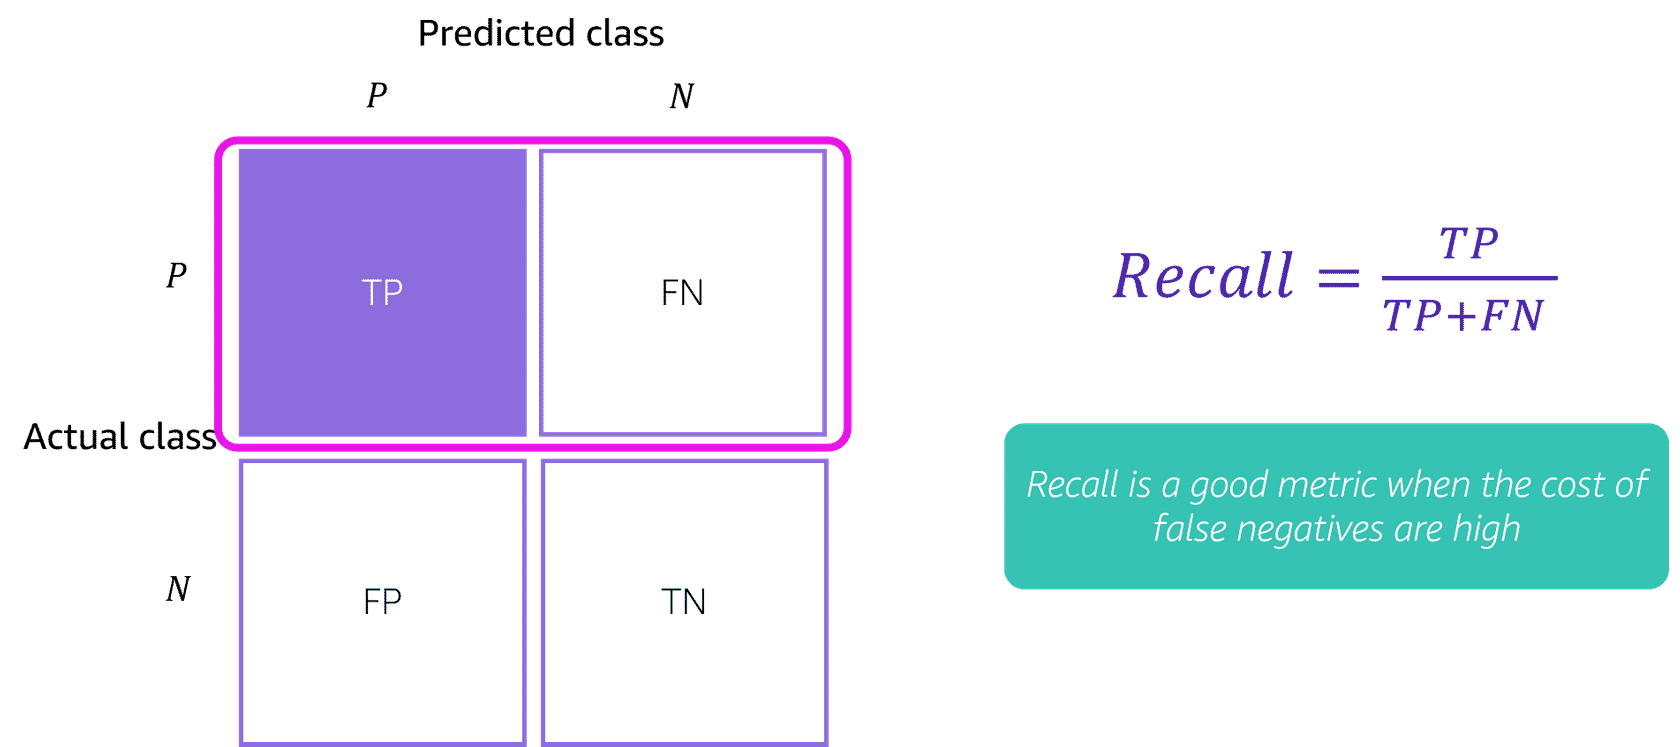 Predicted class
P N
P TP FN
Actual class
N FP TN
Recall = TP / TP+FN
Recall is a good metric when the cost of
false negatives are high